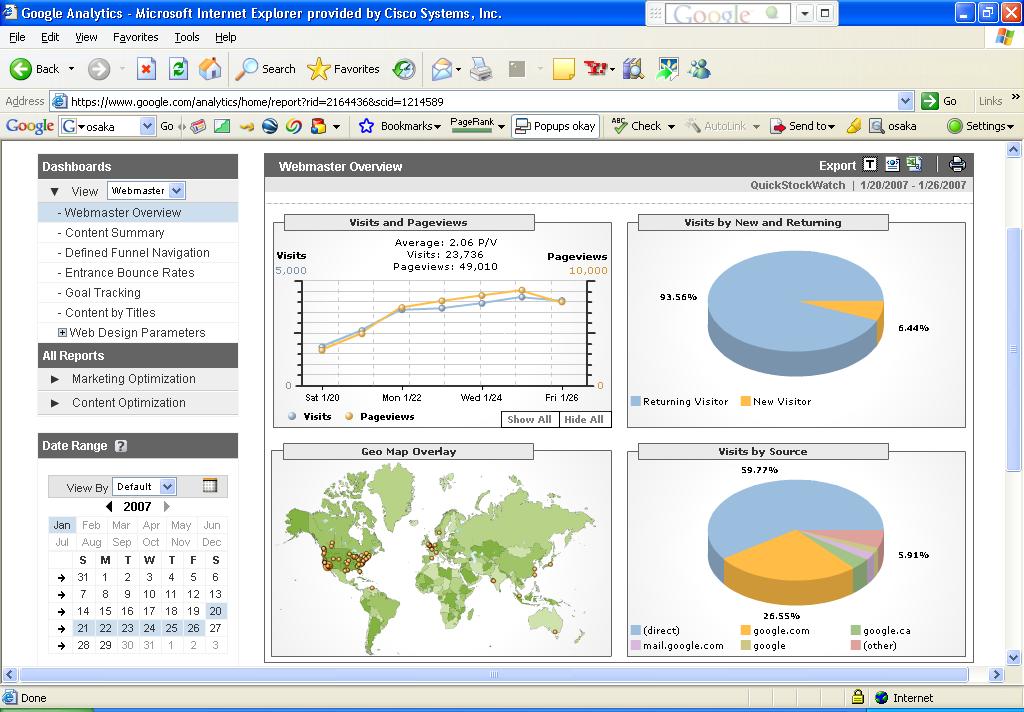 Google Analytics - Microsoft Internet Explorer provided by Cisco Systems, Inc.
Google
File Edit View Favorites Tools Help
Back Search Favorites
Address https://www.google.com/analytics/home/report?rid=2164436&scid=1214589 Go Links »
Google G osaka Go Bookmarks PageRank Popups okay ABC Check AutoLink Send to osaka Settings
Dashboards
View Webmaster
- Webmaster Overview
- Content Summary
- Defined Funnel Navigation
- Entrance Bounce Rates
- Goal Tracking
- Content by Titles
Web Design Parameters
All Reports
Marketing Optimization
Content Optimization
Date Range ?
View By Default
2007
Jan Feb Mar Apr May Jun
Jul Aug Sep Oct Nov Dec
S M T W T F S
31 1 2 3 4 5 6
7 8 9 10 11 12 13
14 15 16 17 18 19 20
21 22 23 24 25 26 27
28 29 30 31 1 2 3
Webmaster Overview Export T
QuickStockWatch | 1/20/2007 - 1/26/2007
Visits and Pageviews
Average: 2.06 P/V
Visits: 23,736
Pageviews: 49,010
Visits Pageviews
5,000 10,000
0 0
Sat 1/20 Mon 1/22 Wed 1/24 Fri 1/26
Visits Pageviews
Show All Hide All
Visits by New and Returning
93.56%
6.44%
Returning Visitor New Visitor
Geo Map Overlay
Visits by Source
59.77%
5.91%
26.55%
(direct) google.com google.ca
mail.google.com google (other)
Done Internet